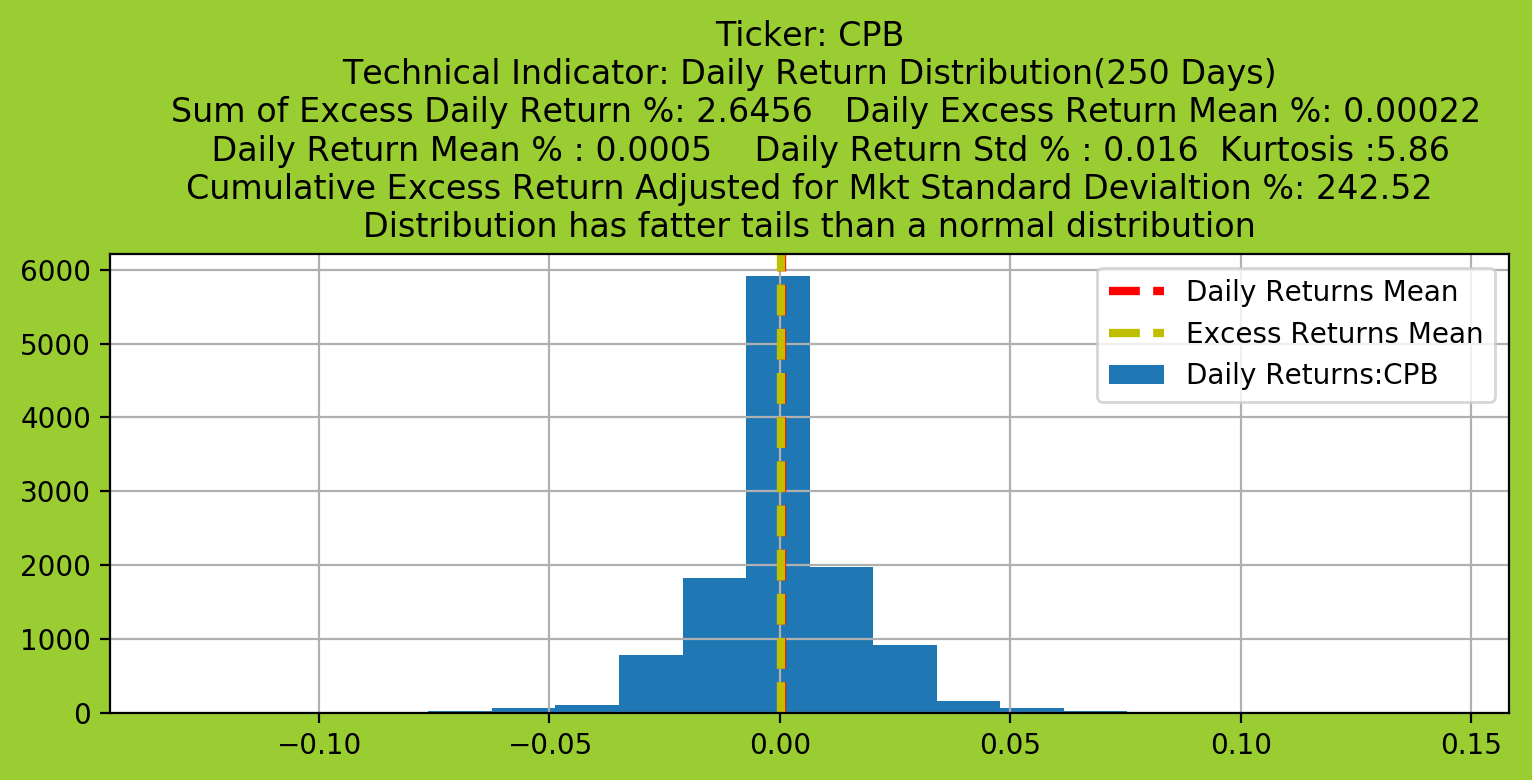 Ticker: CPB
Technical Indicator: Daily Return Distribution(250 Days)
Sum of Excess Daily Return %: 2.6456   Daily Excess Return Mean %: 0.00022
Daily Return Mean % : 0.0005    Daily Return Std % : 0.016  Kurtosis :5.86
Cumulative Excess Return Adjusted for Mkt Standard Devialtion %: 242.52
Distribution has fatter tails than a normal distribution
6000
5000
4000
3000
2000
1000
0
Daily Returns Mean
Excess Returns Mean
Daily Returns:CPB
−0.10 −0.05 0.00 0.05 0.10 0.15